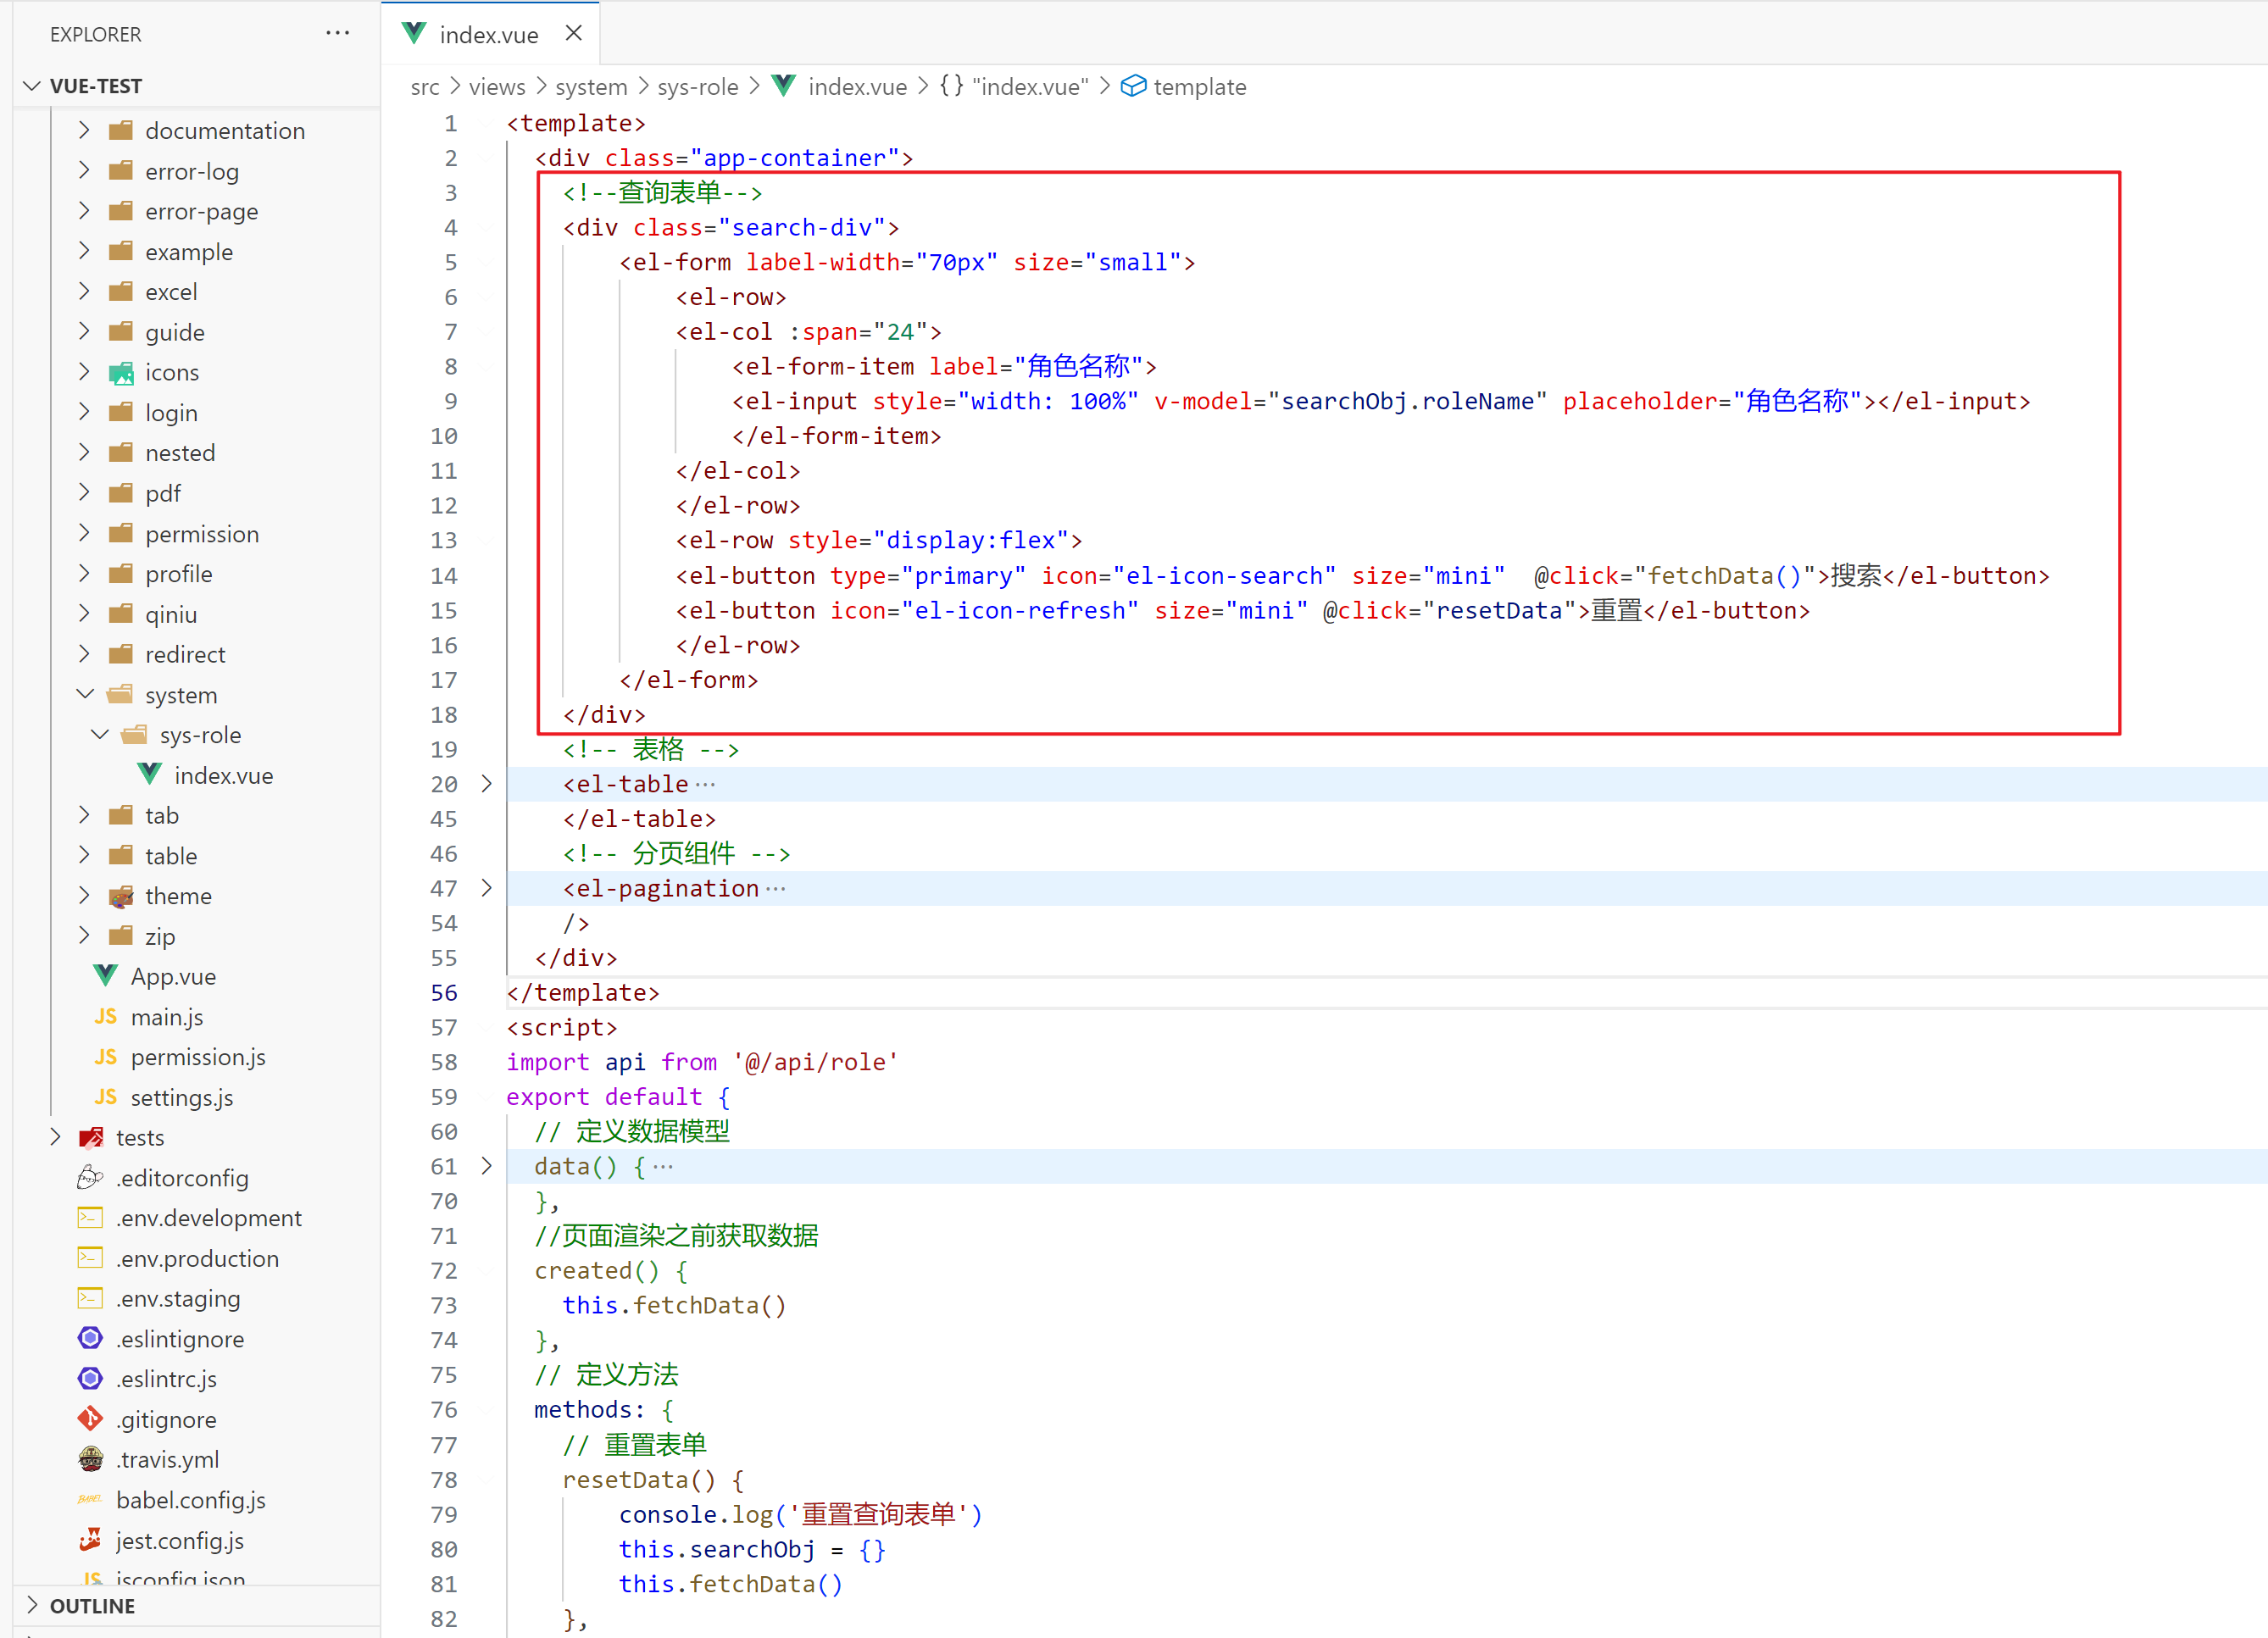 EXPLORER ···
VUE-TEST
documentation
error-log
error-page
example
excel
guide
icons
login
nested
pdf
permission
profile
qiniu
redirect
system
sys-role
index.vue
tab
table
theme
zip
App.vue
JS main.js
JS permission.js
JS settings.js
tests
.editorconfig
.env.development
.env.production
.env.staging
.eslintignore
.eslintrc.js
.gitignore
.travis.yml
BABEL babel.config.js
jest.config.js
JS jsconfig.json
OUTLINE
index.vue
src > views > system > sys-role > index.vue > {} "index.vue" > template
1 <template>
2 <div class="app-container">
3 <!--查询表单-->
4 <div class="search-div">
5 <el-form label-width="70px" size="small">
6 <el-row>
7 <el-col :span="24">
8 <el-form-item label="角色名称">
9 <el-input style="width: 100%" v-model="searchObj.roleName" placeholder="角色名称"></el-input>
10 </el-form-item>
11 </el-col>
12 </el-row>
13 <el-row style="display:flex">
14 <el-button type="primary" icon="el-icon-search" size="mini"  @click="fetchData()">搜索</el-button>
15 <el-button icon="el-icon-refresh" size="mini" @click="resetData">重置</el-button>
16 </el-row>
17 </el-form>
18 </div>
19 <!-- 表格 -->
20 <el-table ···
45 </el-table>
46 <!-- 分页组件 -->
47 <el-pagination ···
54 />
55 </div>
56 </template>
57 <script>
58 import api from '@/api/role'
59 export default {
60 // 定义数据模型
61 data() { ···
70 },
71 //页面渲染之前获取数据
72 created() {
73 this.fetchData()
74 },
75 // 定义方法
76 methods: {
77 // 重置表单
78 resetData() {
79 console.log('重置查询表单')
80 this.searchObj = {}
81 this.fetchData()
82 },